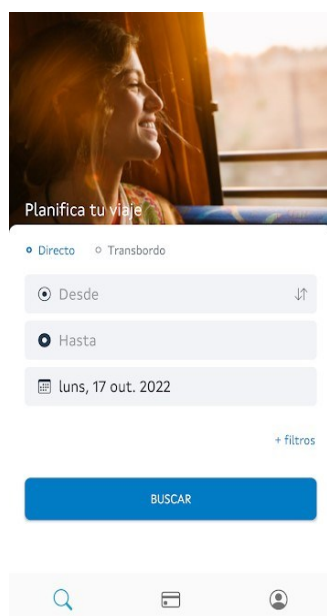 Planifica tu viaje
Directo
Transbordo
Desde
Hasta
luns, 17 out. 2022
+ filtros
BUSCAR